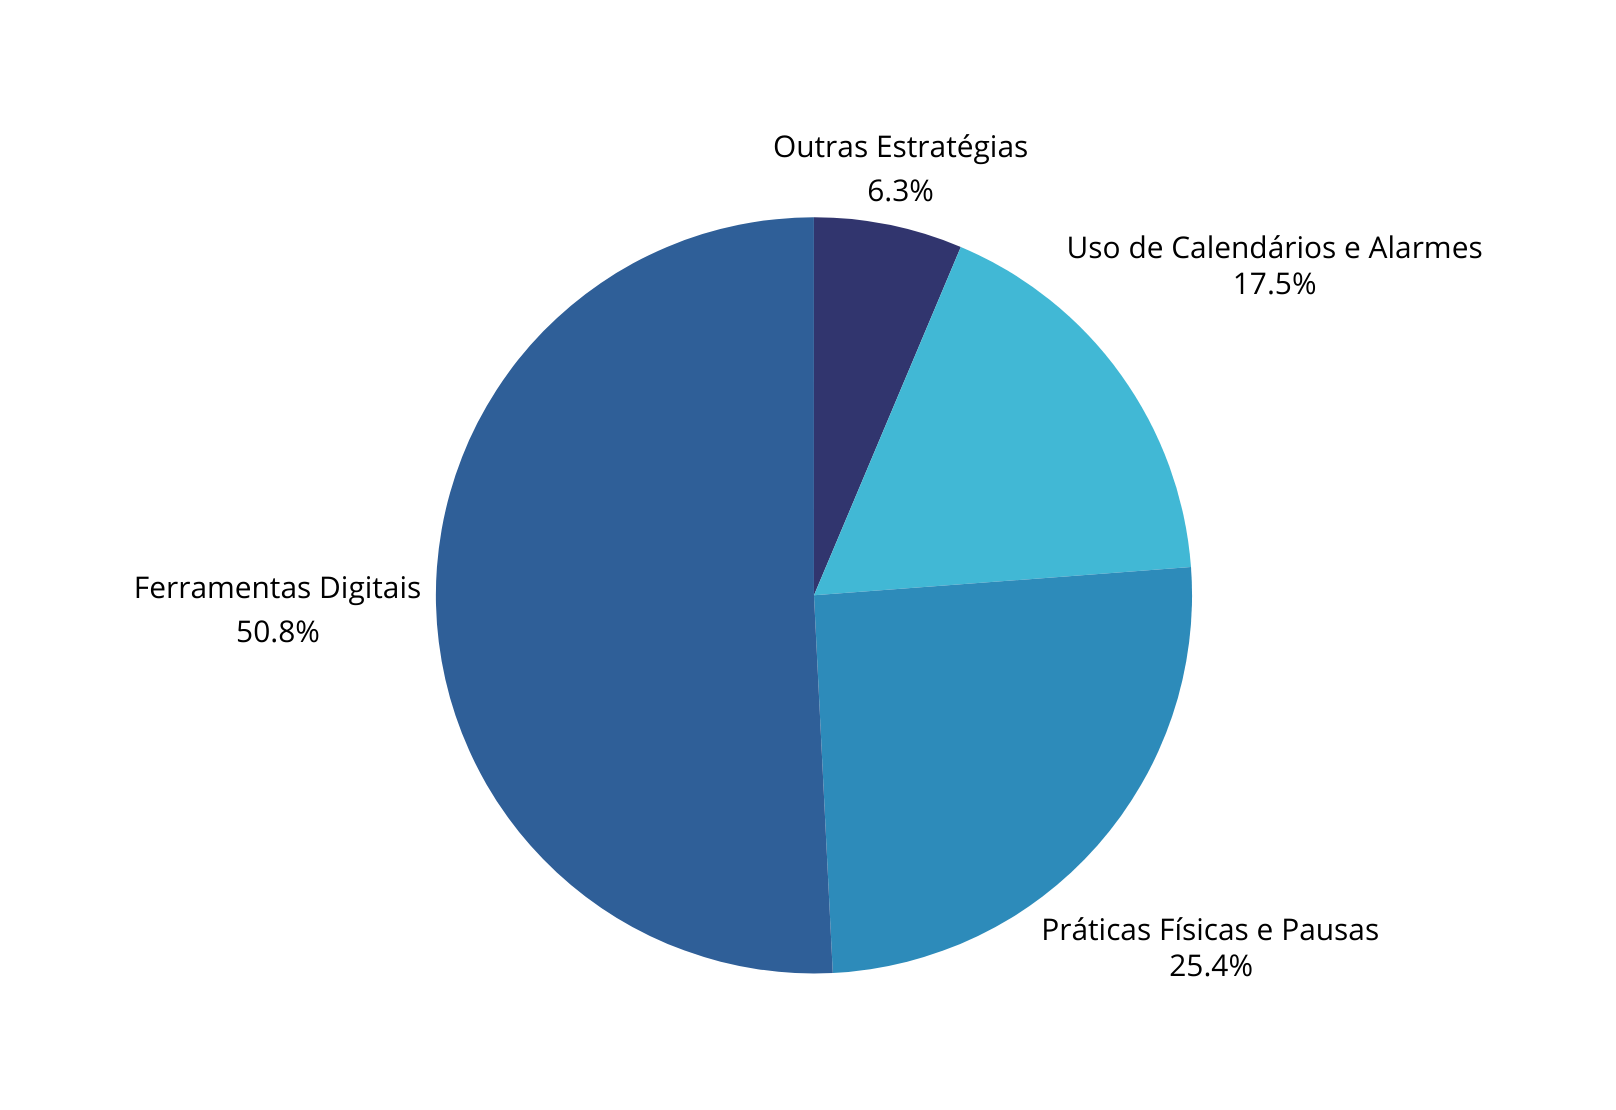 Outras Estratégias
6.3%
Uso de Calendários e Alarmes
17.5%
Ferramentas Digitais
50.8%
Práticas Físicas e Pausas
25.4%